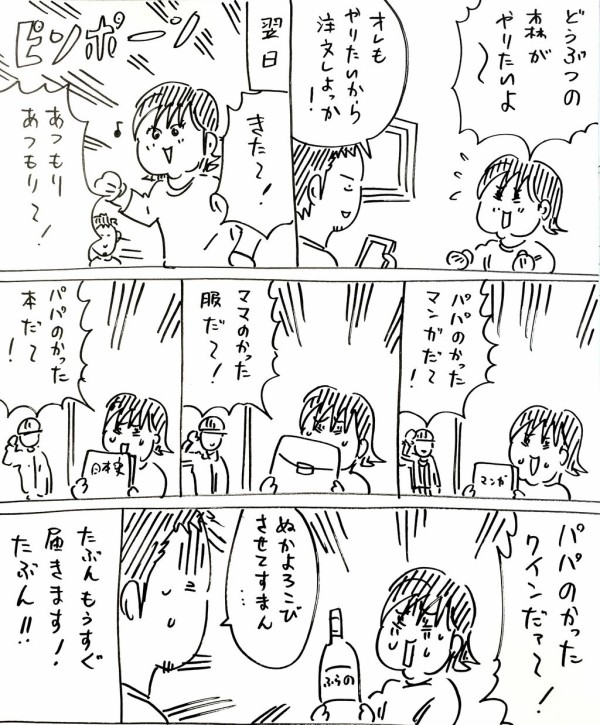 どうぶつの
森が
やりたいよ
〜
オレも
やりたいから
注文しよっか
！
翌日
きた〜！
ピンポーン
♪
あつもり
あつもり〜！
パパのかった
マンガだ〜！
マンガ
ママのかった
服だ〜！
パパのかった
本だ〜
！
日本史
パパのかった
ワインだァ〜！
ふらの
ぬかよろこび
させてすまん
…
たぶんもうすぐ
届きます！
たぶん!!